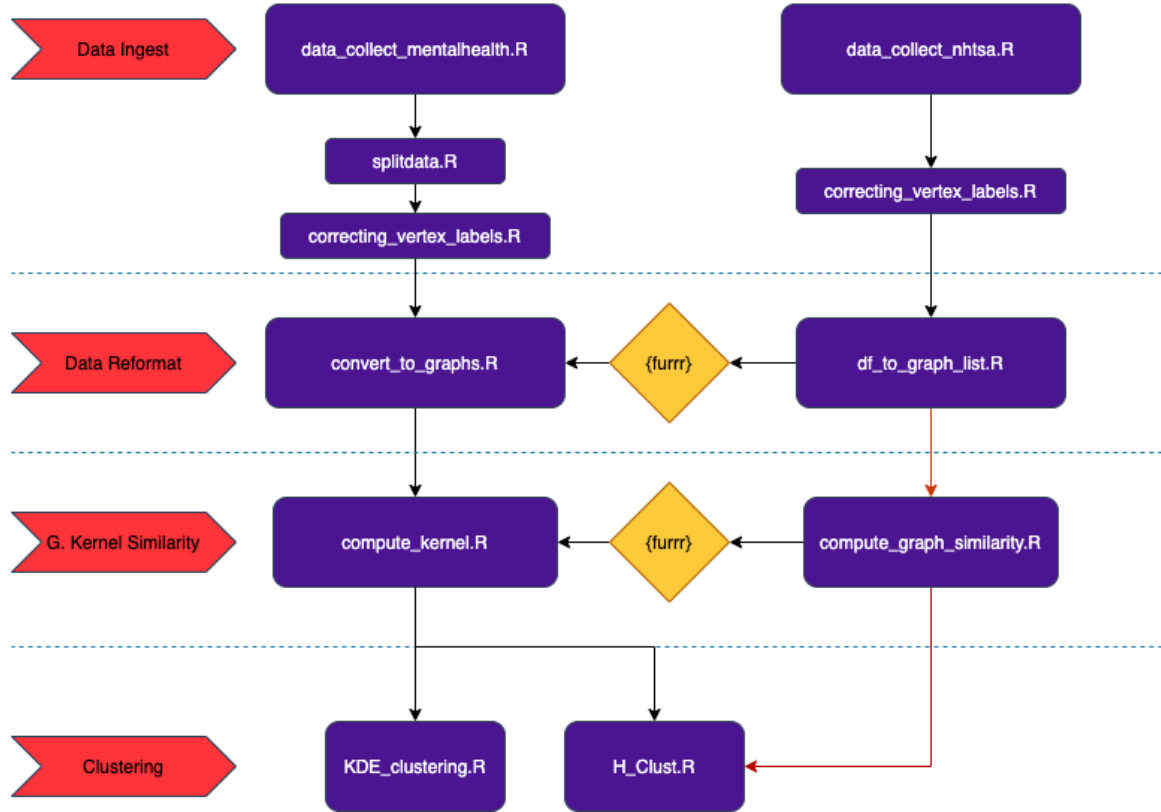 Data Ingest
data_collect_mentalhealth.R
data_collect_nhtsa.R
splitdata.R
correcting_vertex_labels.R
correcting_vertex_labels.R
Data Reformat
convert_to_graphs.R
{furrr}
df_to_graph_list.R
G. Kernel Similarity
compute_kernel.R
{furrr}
compute_graph_similarity.R
Clustering
KDE_clustering.R
H_Clust.R